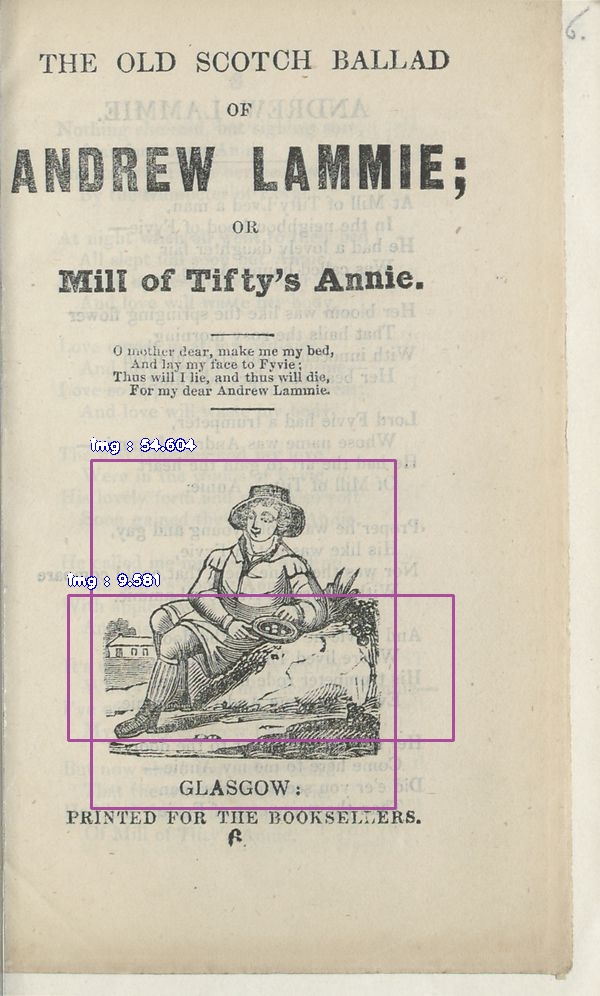 6.
THE OLD SCOTCH BALLAD
OF
ANDREW LAMMIE;
OR
Mill of Tifty's Annie.
O mother dear, make me my bed,
And lay my face to Fyvie;
Thus will I lie, and thus will die,
For my dear Andrew Lammie.
img : 54.604
img : 9.581
GLASGOW:
PRINTED FOR THE BOOKSELLERS.
6